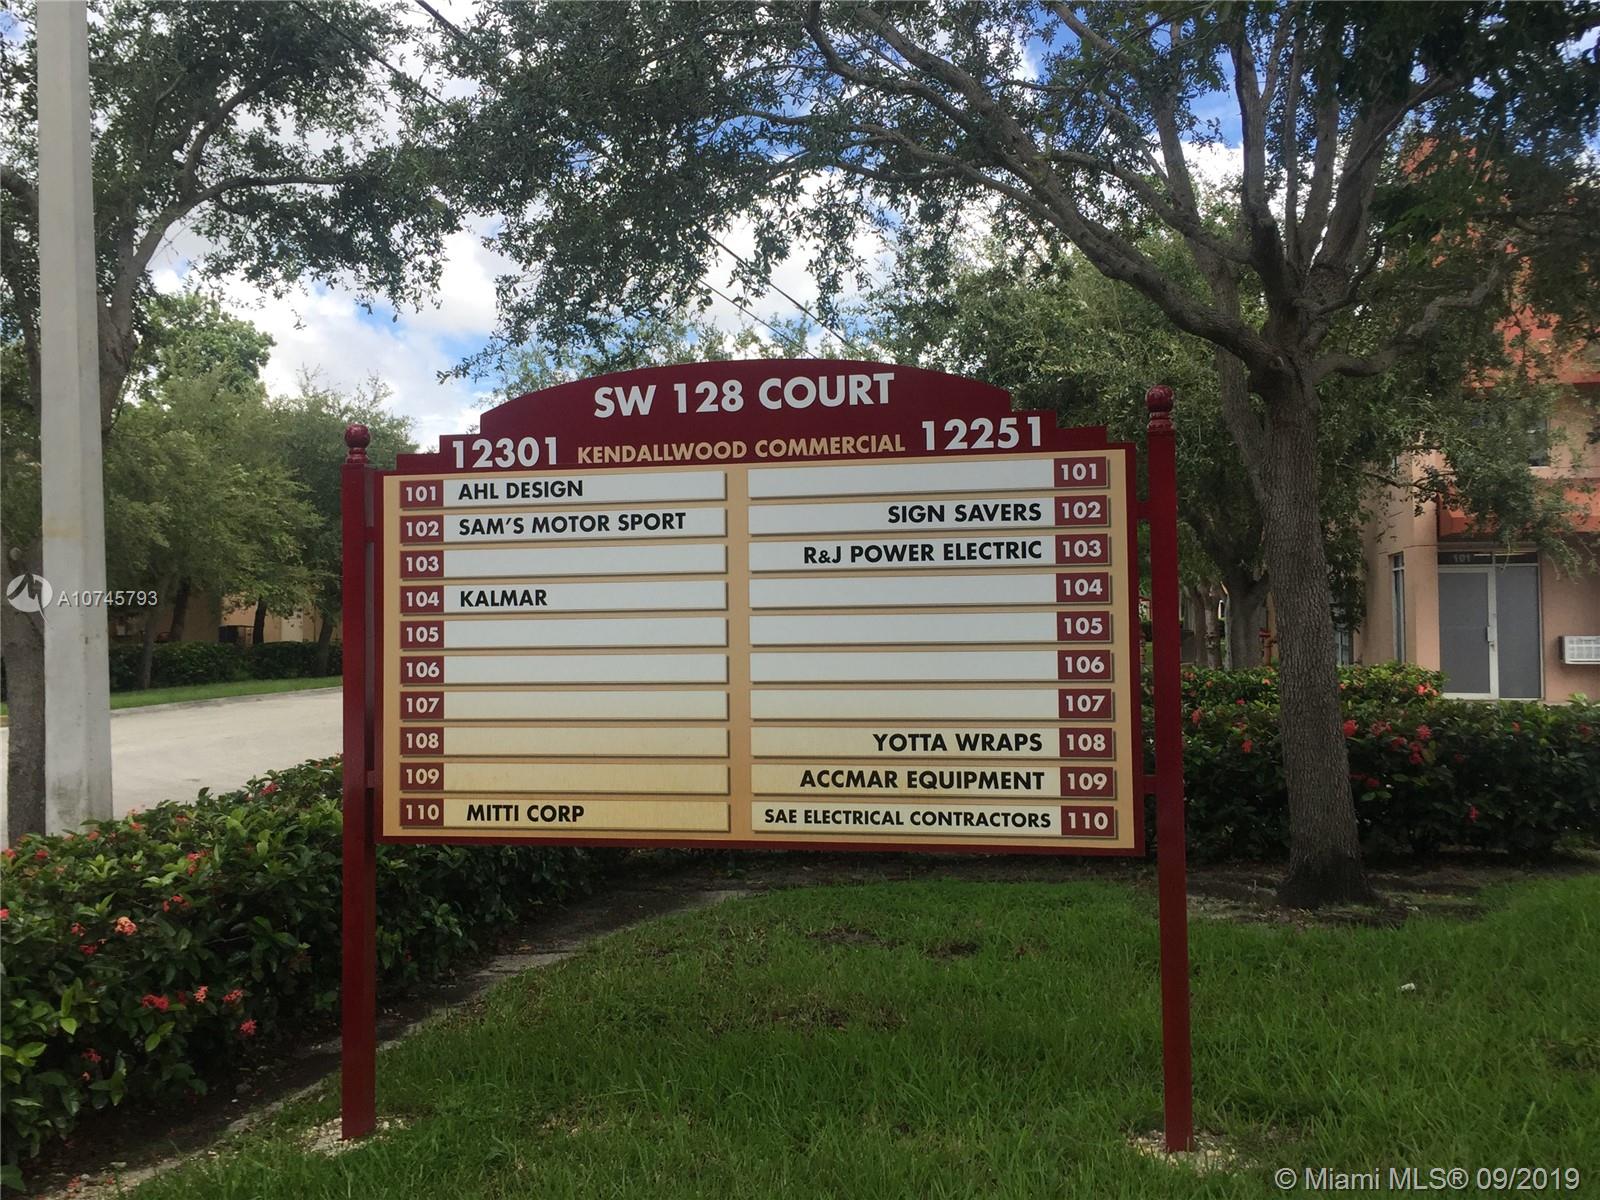 SW 128 COURT
12301 KENDALLWOOD COMMERCIAL 12251
101 AHL DESIGN
102 SAM'S MOTOR SPORT
103
104 KALMAR
105
106
107
108
109
110 MITTI CORP
101
SIGN SAVERS 102
R&J POWER ELECTRIC 103
104
105
106
107
YOTTA WRAPS 108
ACCMAR EQUIPMENT 109
SAE ELECTRICAL CONTRACTORS 110
101
A10745793
© Miami MLS® 09/2019